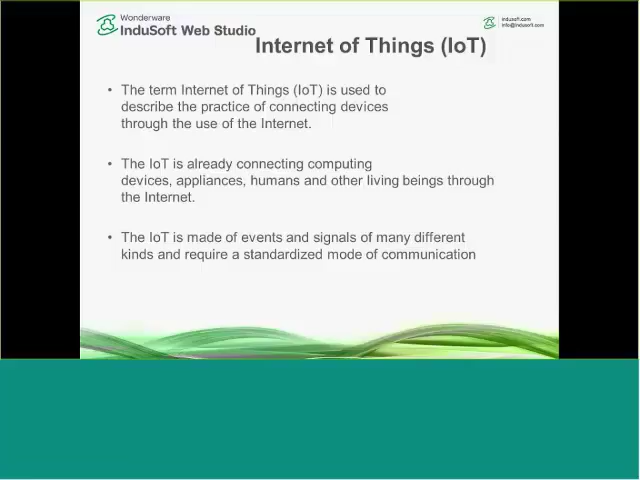 Wonderware
InduSoft Web Studio
indusoft.com
info@indusoft.com
Internet of Things (IoT)
• The term Internet of Things (IoT) is used to
describe the practice of connecting devices
through the use of the Internet.
• The IoT is already connecting computing
devices, appliances, humans and other living beings through
the Internet.
• The IoT is made of events and signals of many different
kinds and require a standardized mode of communication